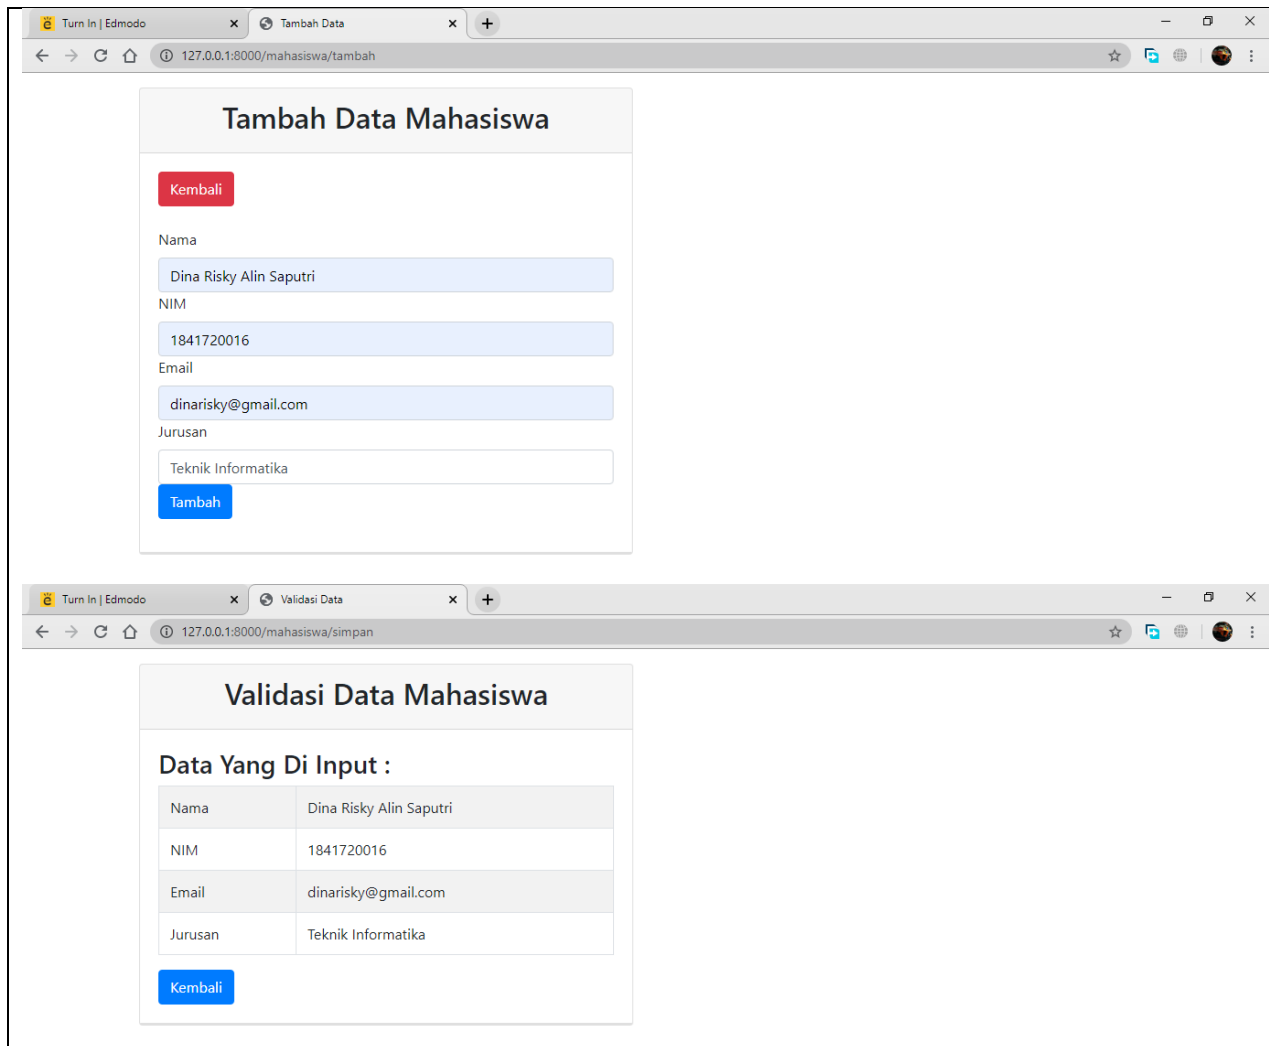 Turn In | Edmodo
Tambah Data
127.0.0.1:8000/mahasiswa/tambah
Tambah Data Mahasiswa
Kembali
Nama
Dina Risky Alin Saputri
NIM
1841720016
Email
dinarisky@gmail.com
Jurusan
Teknik Informatika
Tambah
Turn In | Edmodo
Validasi Data
127.0.0.1:8000/mahasiswa/simpan
Validasi Data Mahasiswa
Data Yang Di Input :
Nama Dina Risky Alin Saputri
NIM 1841720016
Email dinarisky@gmail.com
Jurusan Teknik Informatika
Kembali